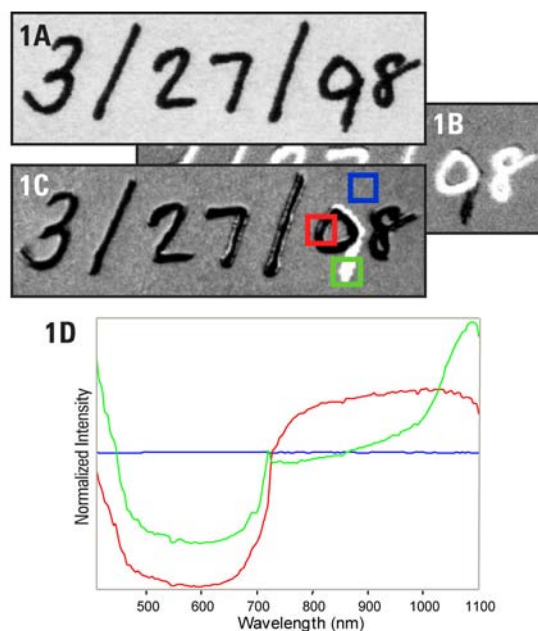 1A
3/27/98
1B
98
1C
3/27/98
1D
Normalized Intensity
500 600 700 800 900 1000 1100
Wavelength (nm)